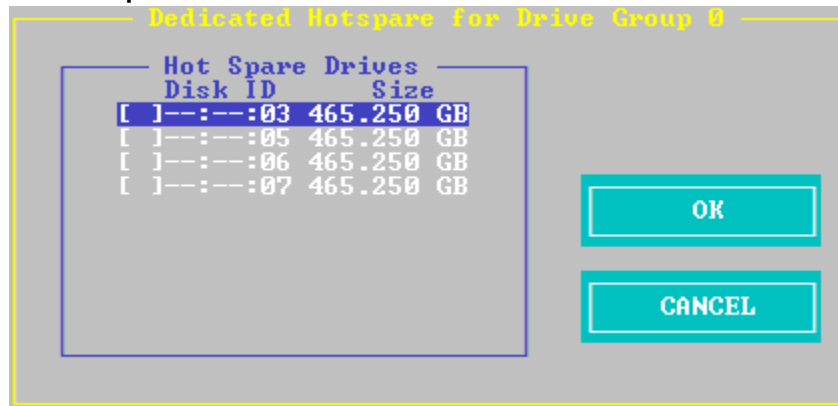 Dedicated Hotspare for Drive Group 0
Hot Spare Drives
Disk ID Size
[ ]--:--:03 465.250 GB
[ ]--:--:05 465.250 GB
[ ]--:--:06 465.250 GB
[ ]--:--:07 465.250 GB
OK
CANCEL